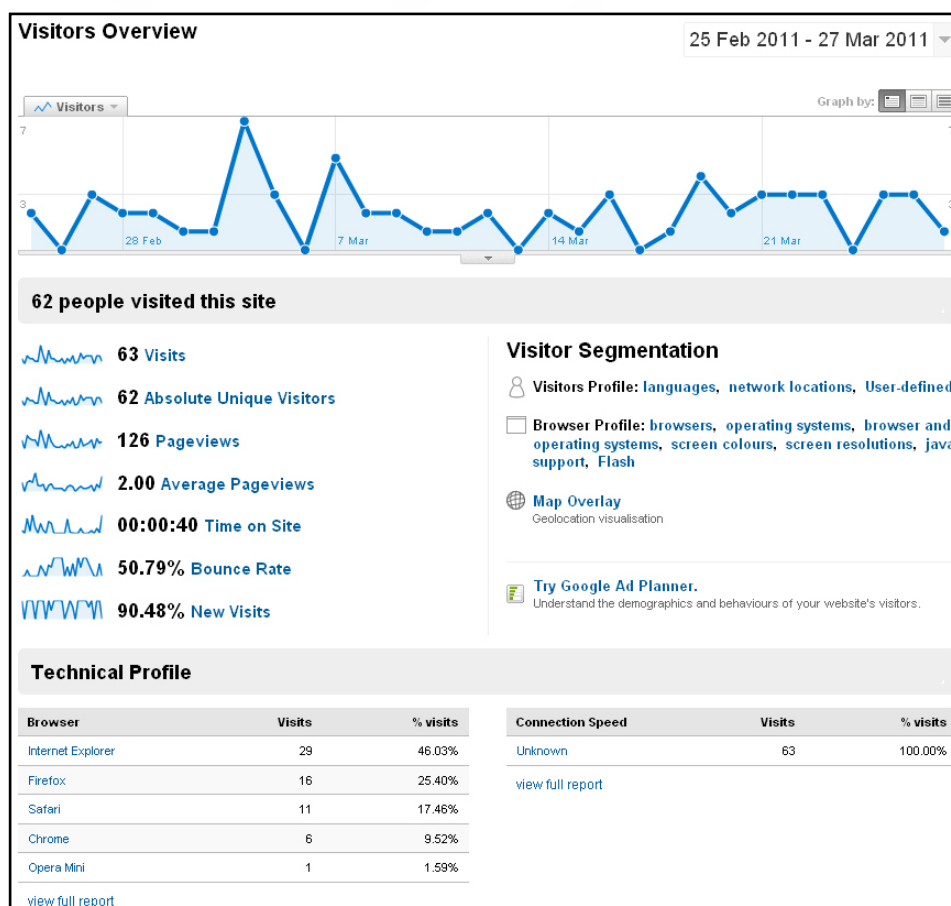 Visitors Overview
25 Feb 2011 - 27 Mar 2011
Visitors
Graph by:
7
3
28 Feb
7 Mar
14 Mar
21 Mar
62 people visited this site
63 Visits
62 Absolute Unique Visitors
126 Pageviews
2.00 Average Pageviews
00:00:40 Time on Site
50.79% Bounce Rate
90.48% New Visits
Visitor Segmentation
Visitors Profile: languages, network locations, User-defined
Browser Profile: browsers, operating systems, browser and
operating systems, screen colours, screen resolutions, java
support, Flash
Map Overlay
Geolocation visualisation
Try Google Ad Planner.
Understand the demographics and behaviours of your website's visitors.
Technical Profile
Browser Visits % visits
Internet Explorer 29 46.03%
Firefox 16 25.40%
Safari 11 17.46%
Chrome 6 9.52%
Opera Mini 1 1.59%
view full report
Connection Speed Visits % visits
Unknown 63 100.00%
view full report